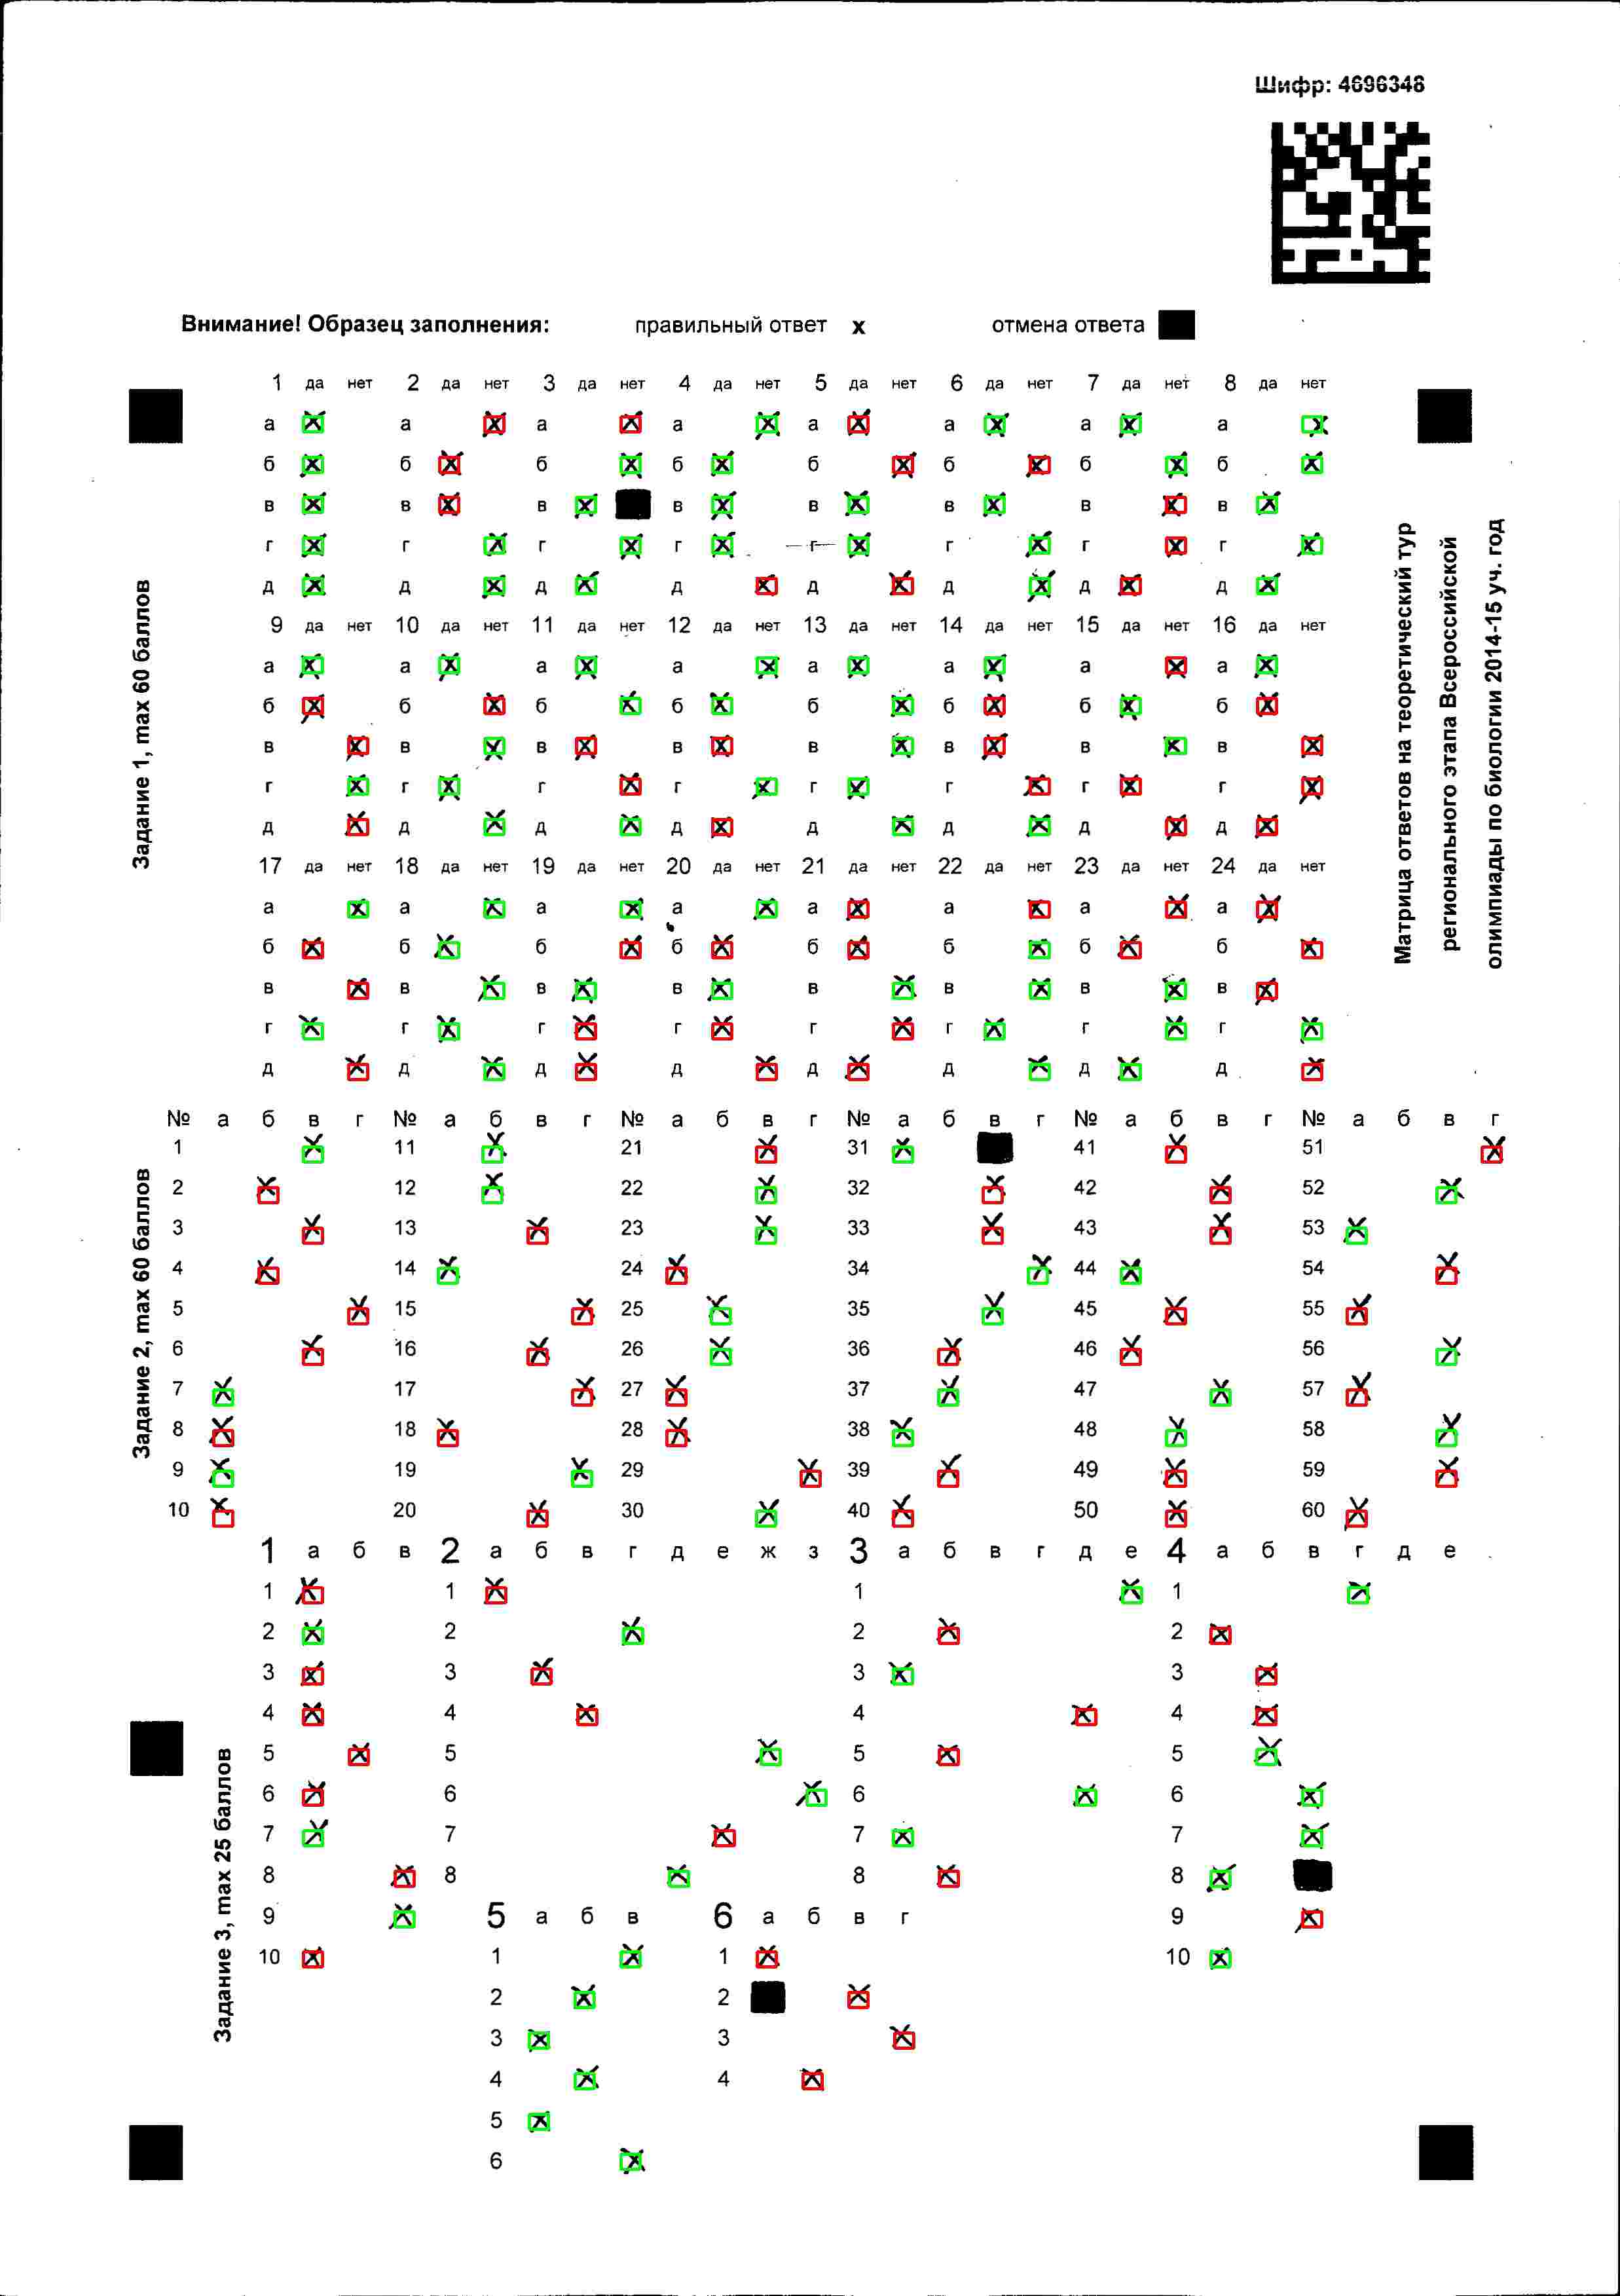 Шифр: 4696348
Внимание! Образец заполнения: правильный ответ x отмена ответа
Матрица ответов на теоретический тур
регионального этапа Всероссийской
олимпиады по биологии 2014-15 уч. год
Задание 1, max 60 баллов
1 да нет 2 да нет 3 да нет 4 да нет 5 да нет 6 да нет 7 да нет 8 да нет
а а а а а а а а
б б б б б б б б
в в в в в в в в
г г г г г г г г
д д д д д д д д
9 да нет 10 да нет 11 да нет 12 да нет 13 да нет 14 да нет 15 да нет 16 да нет
а а а а а а а а
б б б б б б б б
в в в в в в в в
г г г г г г г г
д д д д д д д д
17 да нет 18 да нет 19 да нет 20 да нет 21 да нет 22 да нет 23 да нет 24 да нет
а а а а а а а а
б б б б б б б б
в в в в в в в в
г г г г г г г г
д д д д д д д д
Задание 2, max 60 баллов
№ а б в г № а б в г № а б в г № а б в г № а б в г № а б в г
1 11 21 31 41 51
2 12 22 32 42 52
3 13 23 33 43 53
4 14 24 34 44 54
5 15 25 35 45 55
6 16 26 36 46 56
7 17 27 37 47 57
8 18 28 38 48 58
9 19 29 39 49 59
10 20 30 40 50 60
Задание 3, max 25 баллов
1 а б в 2 а б в г д е ж з 3 а б в г д е 4 а б в г д е
1 1 1 1
2 2 2 2
3 3 3 3
4 4 4 4
5 5 5 5
6 6 6 6
7 7 7 7
8 8 8 8
9 5 а б в 6 а б в г 9
10 1 1 10
2 2
3 3
4 4
5
6